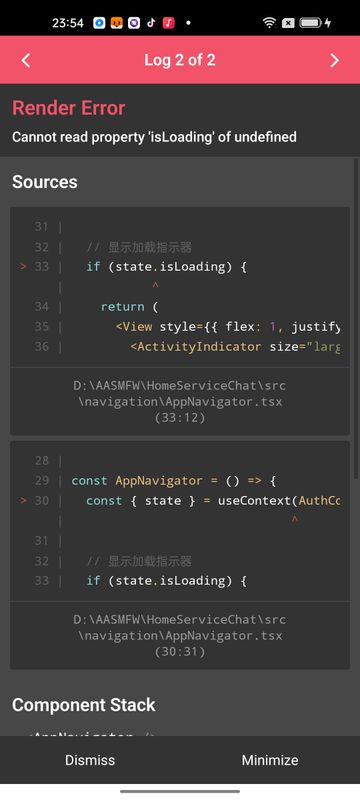 23:54
Log 2 of 2
Render Error
Cannot read property 'isLoading' of undefined
Sources
31 |
32 | // 显示加载指示器
> 33 | if (state.isLoading) {
| ^
34 | return (
35 | <View style={{ flex: 1, justify
36 | <ActivityIndicator size="larg
D:\AASMFW\HomeServiceChat\src
\navigation\AppNavigator.tsx
(33:12)
28 |
29 | const AppNavigator = () => {
> 30 | const { state } = useContext(AuthCo
| ^
31 |
32 | // 显示加载指示器
33 | if (state.isLoading) {
D:\AASMFW\HomeServiceChat\src
\navigation\AppNavigator.tsx
(30:31)
Component Stack
<AppNavigator />
Dismiss
Minimize